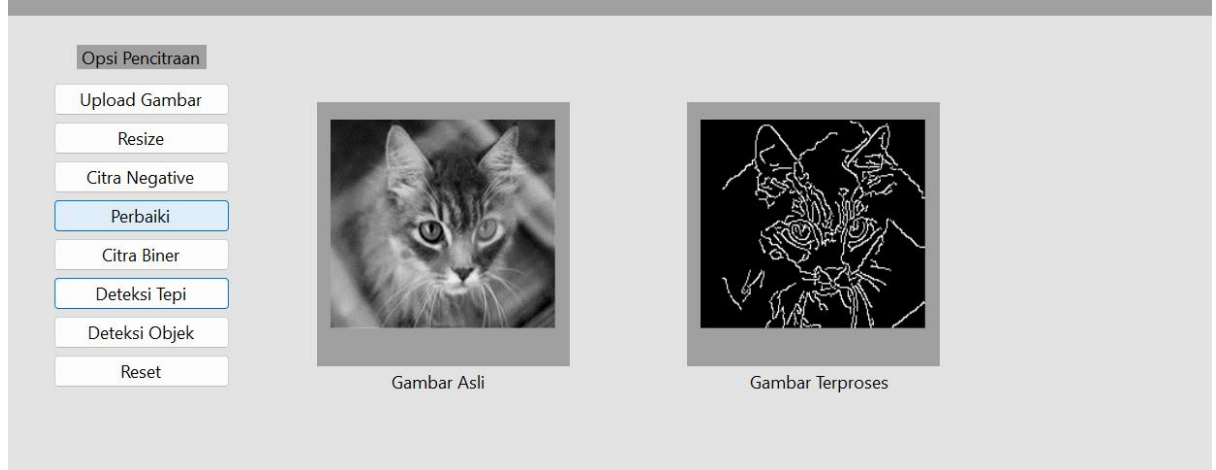 Opsi Pencitraan
Upload Gambar
Resize
Citra Negative
Perbaiki
Citra Biner
Deteksi Tepi
Deteksi Objek
Reset
Gambar Asli
Gambar Terproses